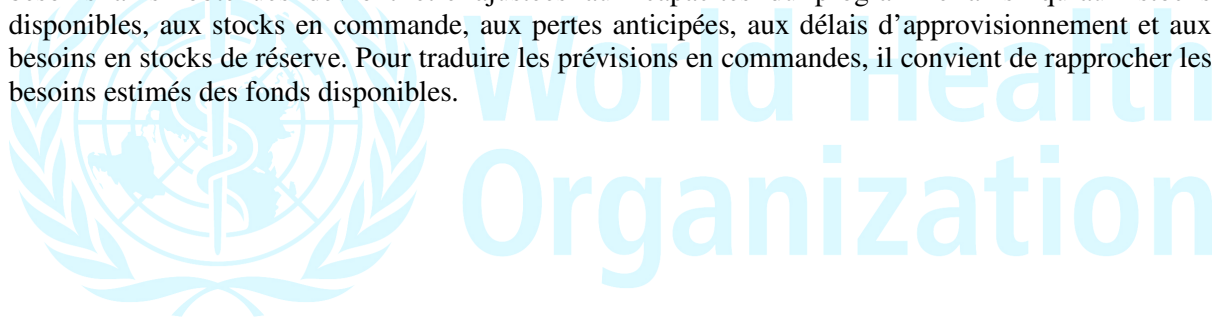 disponibles, aux stocks en commande, aux pertes anticipées, aux délais d'approvisionnement et aux
besoins en stocks de réserve. Pour traduire les prévisions en commandes, il convient de rapprocher les
besoins estimés des fonds disponibles.
World Health
Organization